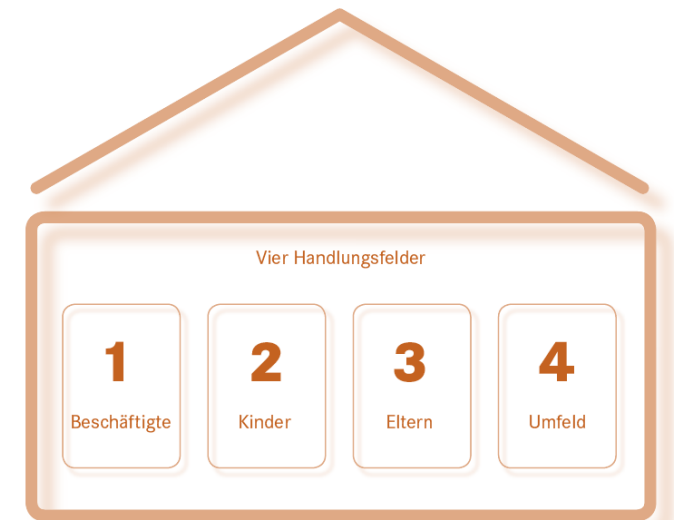 Vier Handlungsfelder
1
2
3
4
Beschäftigte
Kinder
Eltern
Umfeld